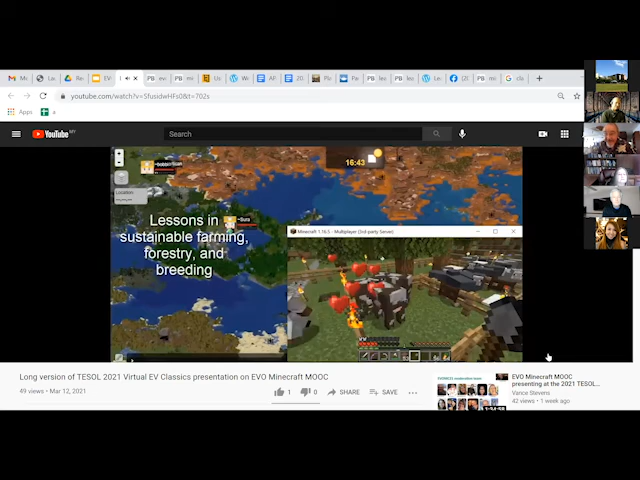 youtube.com/watch?v=5fusidwHFs0&t=702s
Apps
YouTube MY
Search
Location
16:43
Lessons in
sustainable farming,
forestry, and
breeding
Minecraft 1.16.5 - Multiplayer (3rd-party Server)
Long version of TESOL 2021 Virtual EV Classics presentation on EVO Minecraft MOOC
49 views • Mar 12, 2021
1
0
SHARE
SAVE
EVO Minecraft MOOC
presenting at the 2021 TESOL...
Vance Stevens
42 views • 1 week ago